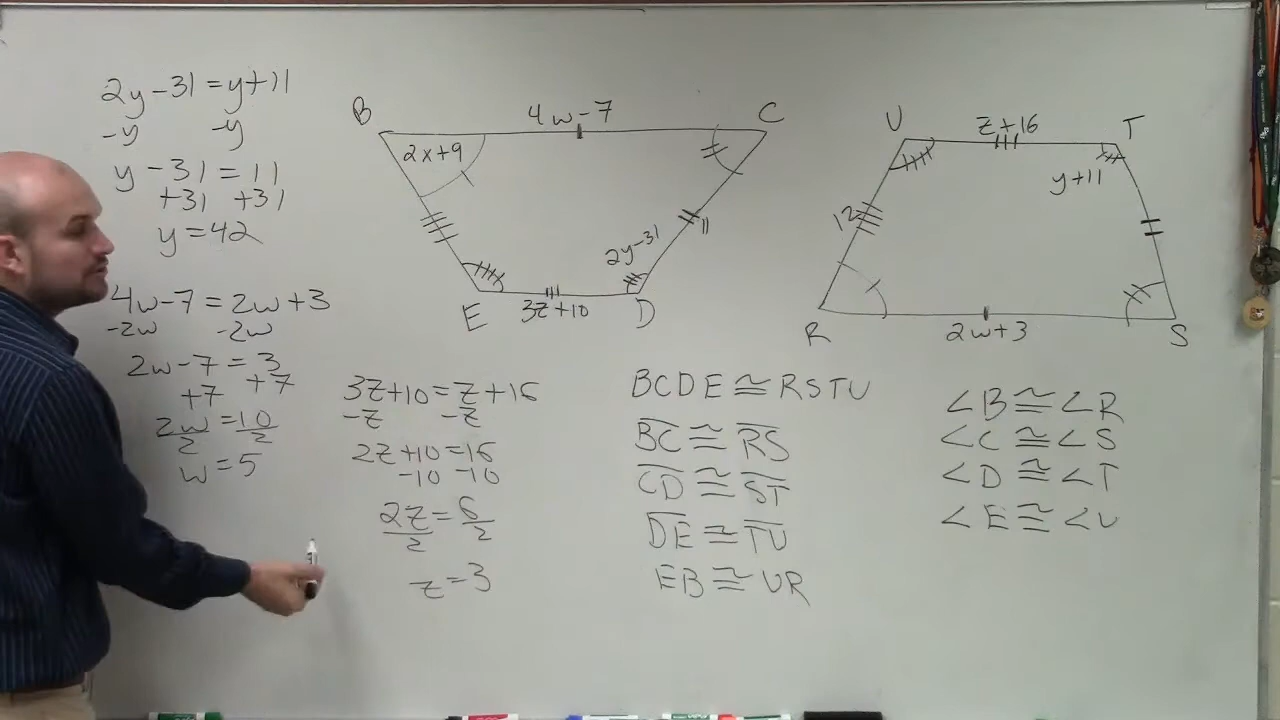 2y-31=y+11
-y -y
y-31=11
+31 +31
y=42
4w-7=2w+3
-2w -2w
2w-7=3
+7 +7
2w=10
2 2
w=5
B 4w-7 C
2x+9
2y-31
11
E 3z+10 D
U z+16 T
y+11
12
R 2w+3 S
3z+10=z+16
-z -z
2z+10=16
-10 -10
2z=6
2 2
z=3
BCDE≅RSTU
BC≅RS
CD≅ST
DE≅TU
EB≅UR
∠B≅∠R
∠C≅∠S
∠D≅∠T
∠E≅∠U